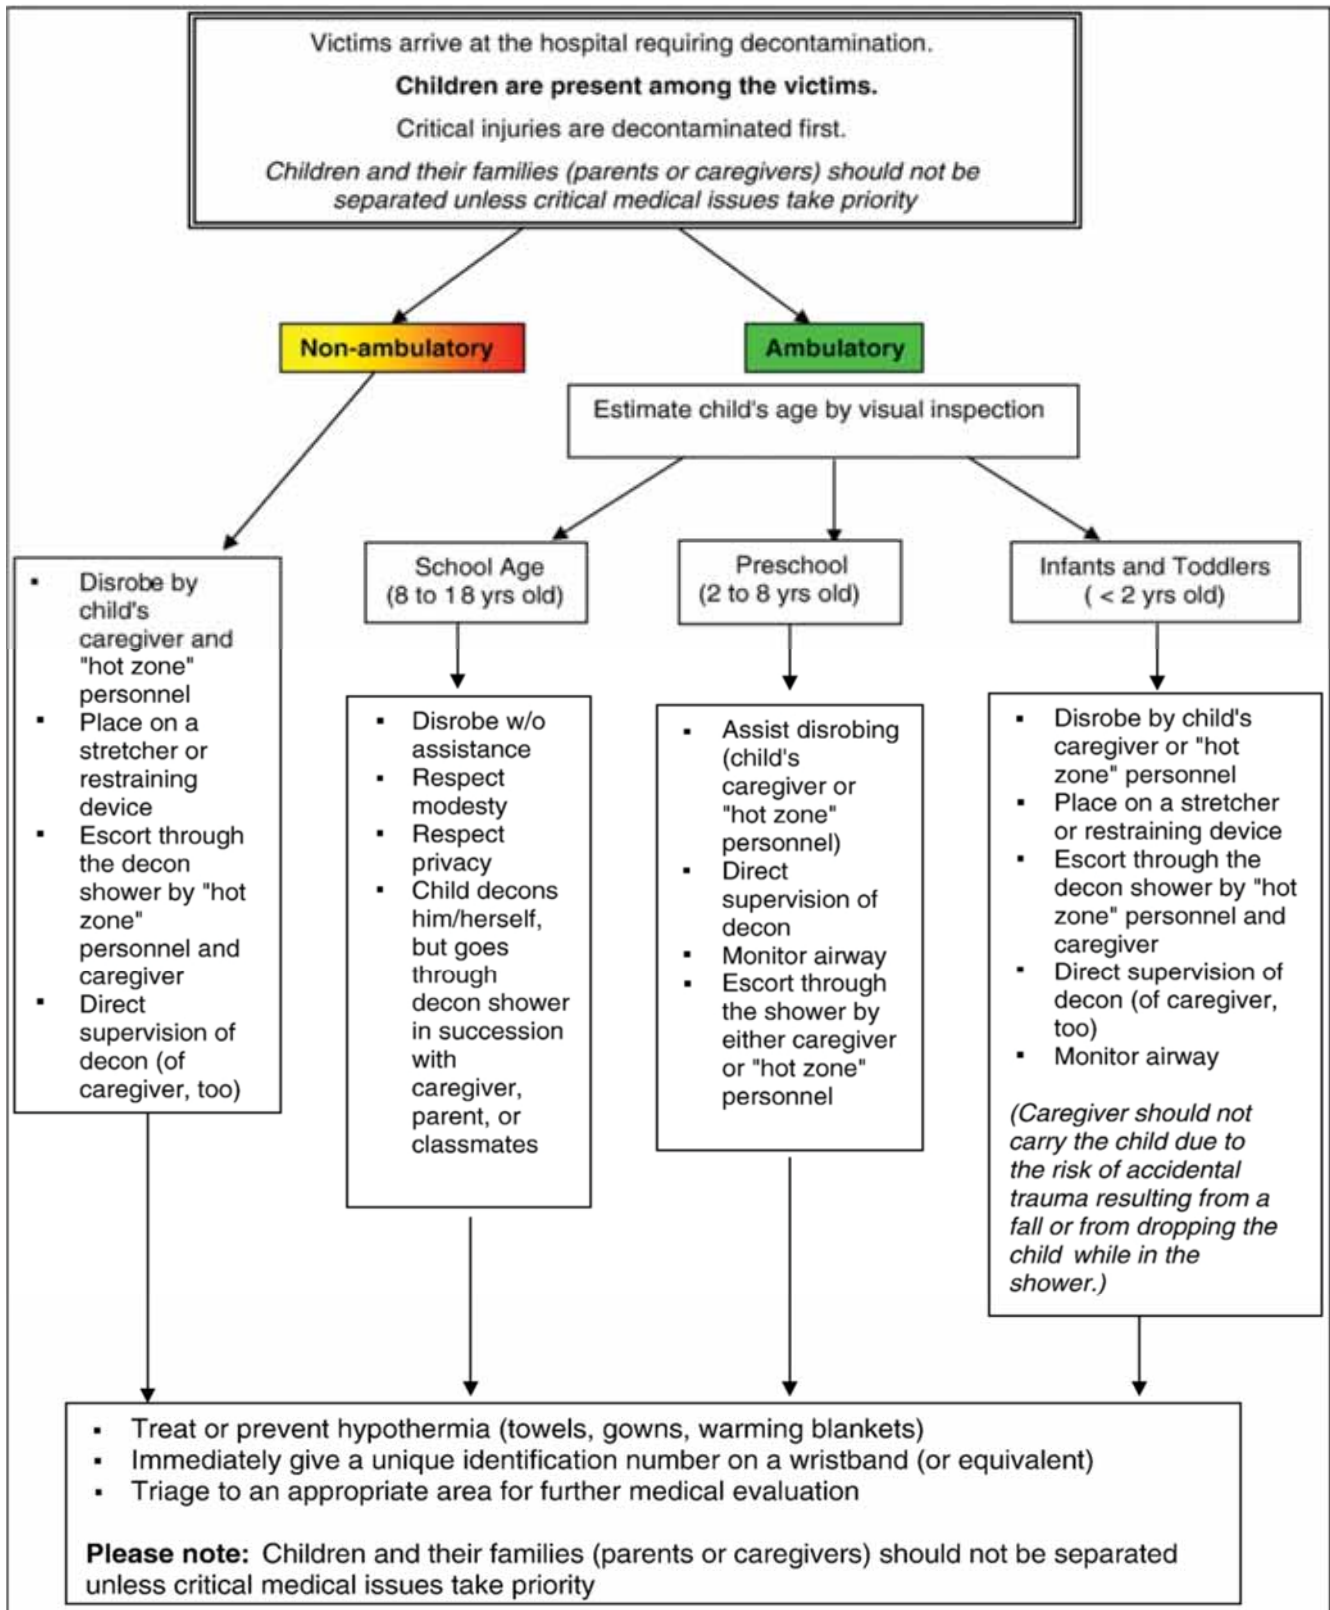 Victims arrive at the hospital requiring decontamination.
Children are present among the victims.
Critical injuries are decontaminated first.
Children and their families (parents or caregivers) should not be
separated unless critical medical issues take priority
Non-ambulatory
Ambulatory
Estimate child's age by visual inspection
▪ Disrobe by
child's
caregiver and
"hot zone"
personnel
▪ Place on a
stretcher or
restraining
device
▪ Escort through
the decon
shower by "hot
zone"
personnel and
caregiver
▪ Direct
supervision of
decon (of
caregiver, too)
School Age
(8 to 18 yrs old)
▪ Disrobe w/o
assistance
▪ Respect
modesty
▪ Respect
privacy
▪ Child decons
him/herself,
but goes
through
decon shower
in succession
with
caregiver,
parent, or
classmates
Preschool
(2 to 8 yrs old)
▪ Assist disrobing
(child's
caregiver or
"hot zone"
personnel)
▪ Direct
supervision of
decon
▪ Monitor airway
▪ Escort through
the shower by
either caregiver
or "hot zone"
personnel
Infants and Toddlers
( < 2 yrs old)
▪ Disrobe by child's
caregiver or "hot
zone" personnel
▪ Place on a stretcher
or restraining device
▪ Escort through the
decon shower by "hot
zone" personnel and
caregiver
▪ Direct supervision of
decon (of caregiver,
too)
▪ Monitor airway
(Caregiver should not
carry the child due to
the risk of accidental
trauma resulting from a
fall or from dropping the
child while in the
shower.)
▪ Treat or prevent hypothermia (towels, gowns, warming blankets)
▪ Immediately give a unique identification number on a wristband (or equivalent)
▪ Triage to an appropriate area for further medical evaluation
Please note: Children and their families (parents or caregivers) should not be separated
unless critical medical issues take priority